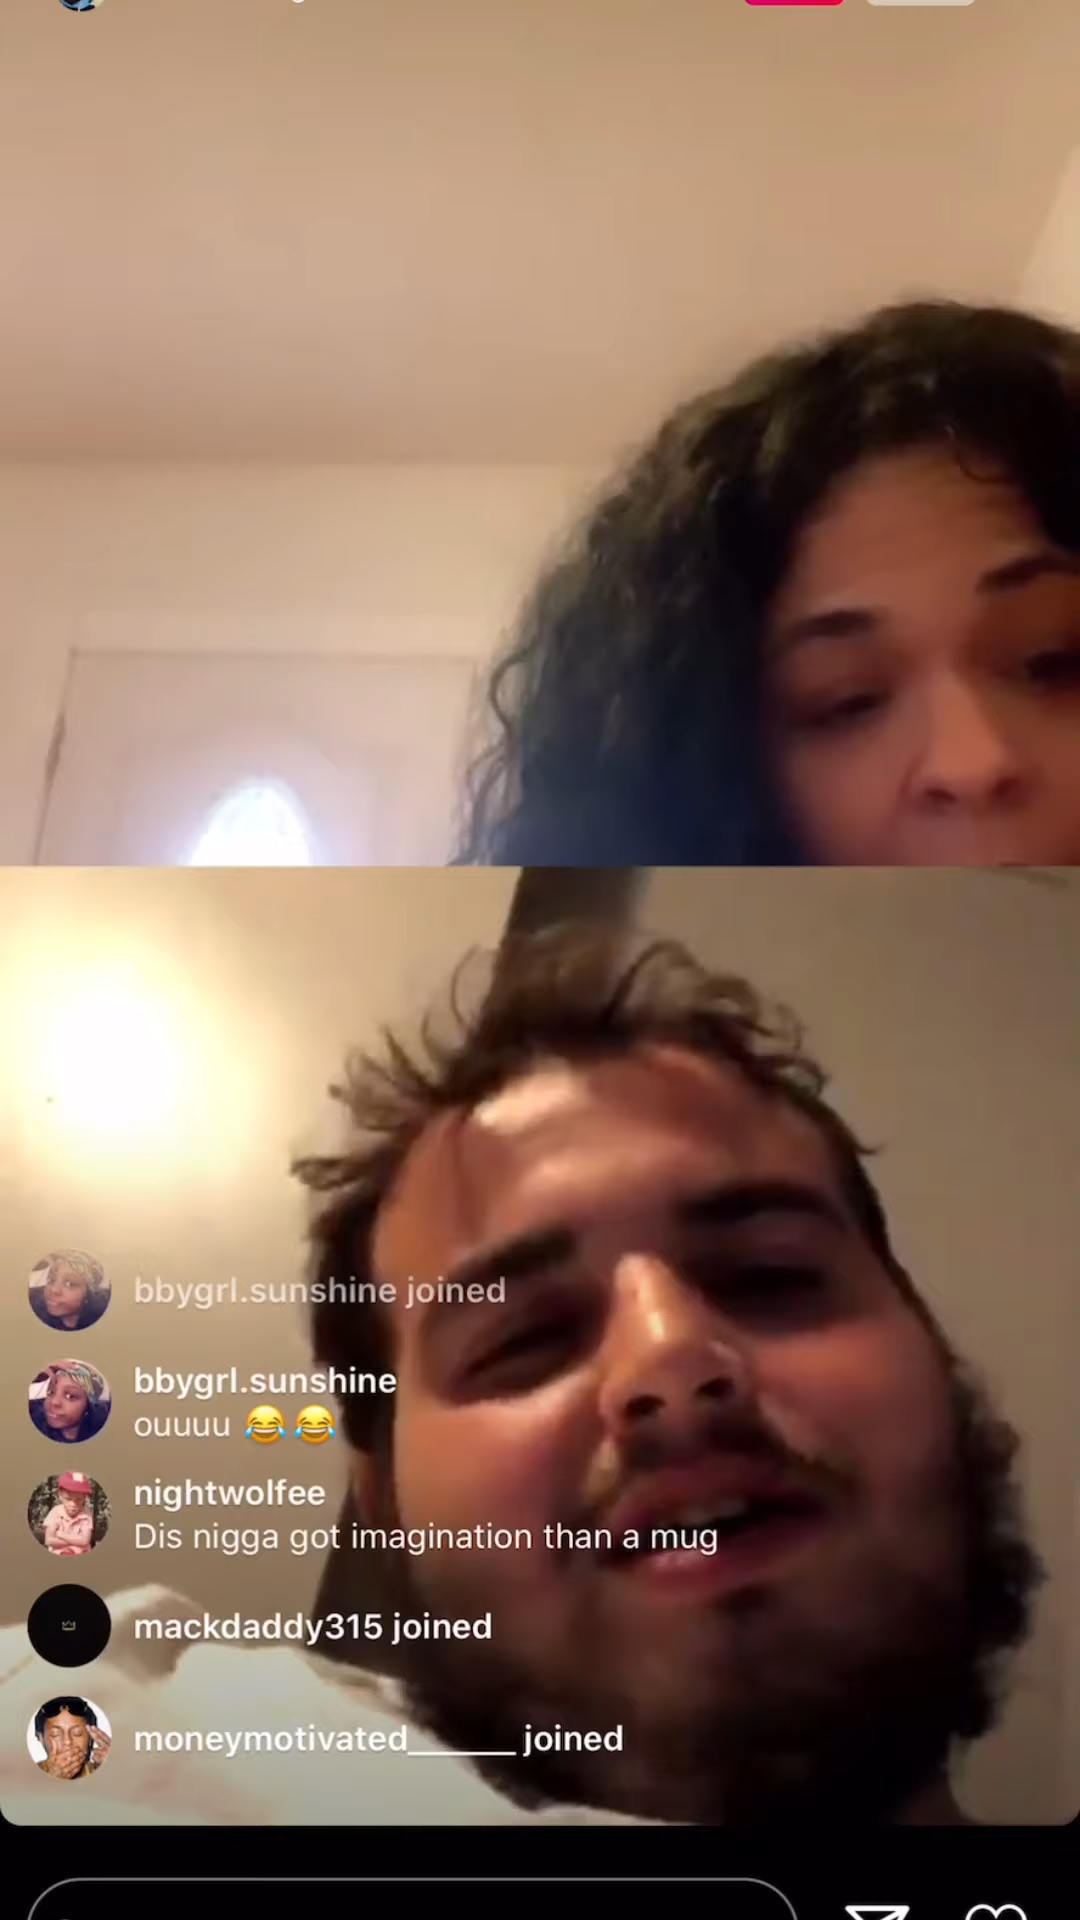 bbygrl.sunshine joined
bbygrl.sunshine
ouuuu 😂😂
nightwolfee
Dis nigga got imagination than a mug
mackdaddy315 joined
moneymotivated______ joined